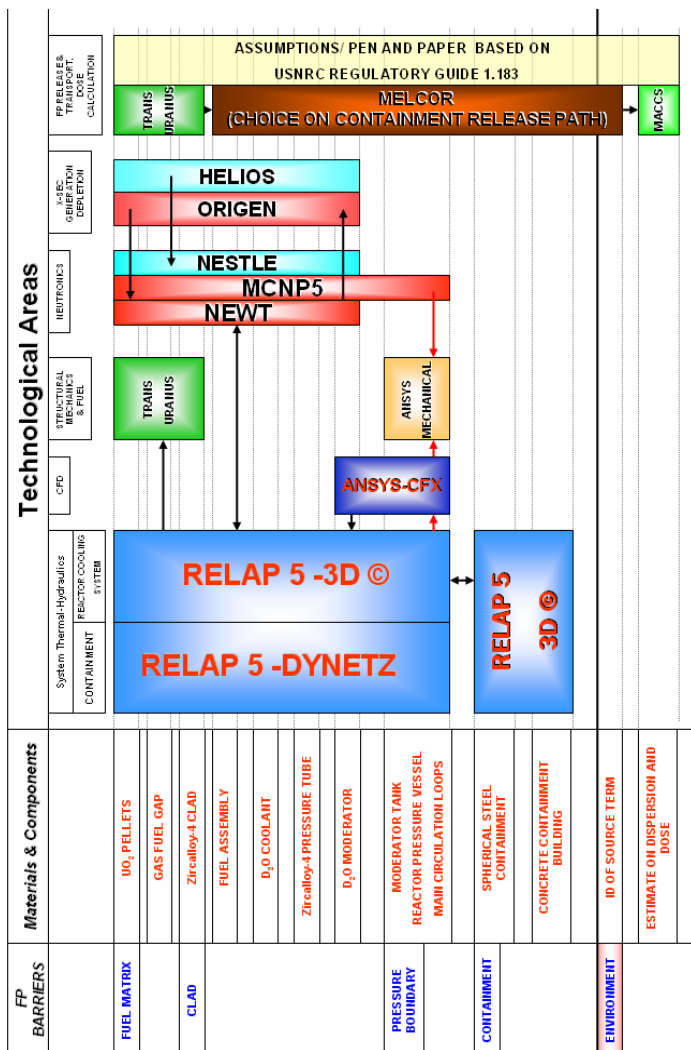 Technological Areas
FP RELEASE &
TRANSPORT,
DOSE
CALCULATION
ASSUMPTIONS/ PEN AND PAPER BASED ON
USNRC REGULATORY GUIDE 1.183
TRANS
URANUS
MELCOR
(CHOICE ON CONTAINMENT RELEASE PATH)
MACCS
X-SEC
GENERATION
DEPLETION
HELIOS
ORIGEN
NEUTRONICS
NESTLE
MCNP5
NEWT
STRUCTURAL
MECHANICS
& FUEL
TRANS
URANUS
ANSYS
MECHANICAL
CFD
ANSYS-CFX
System Thermal-Hydraulics
REACTOR COOLING
SYSTEM
CONTAINMENT
RELAP 5 -3D ©
RELAP 5 -DYNETZ
RELAP 5
3D ©
Materials & Components
UO₂ PELLETS
GAS FUEL GAP
Zircalloy-4 CLAD
FUEL ASSEMBLY
D₂O COOLANT
Zircalloy-4 PRESSURE TUBE
D₂O MODERATOR
MODERATOR TANK
REACTOR PRESSURE VESSEL
MAIN CIRCULATION LOOPS
SPHERICAL STEEL
CONTAINMENT
CONCRETE CONTAINMENT
BUILDING
ID OF SOURCE TERM
ESTIMATE ON DISPERSION AND
DOSE
FP
BARRIERS
FUEL MATRIX
CLAD
PRESSURE
BOUNDARY
CONTAINMENT
ENVIRONMENT